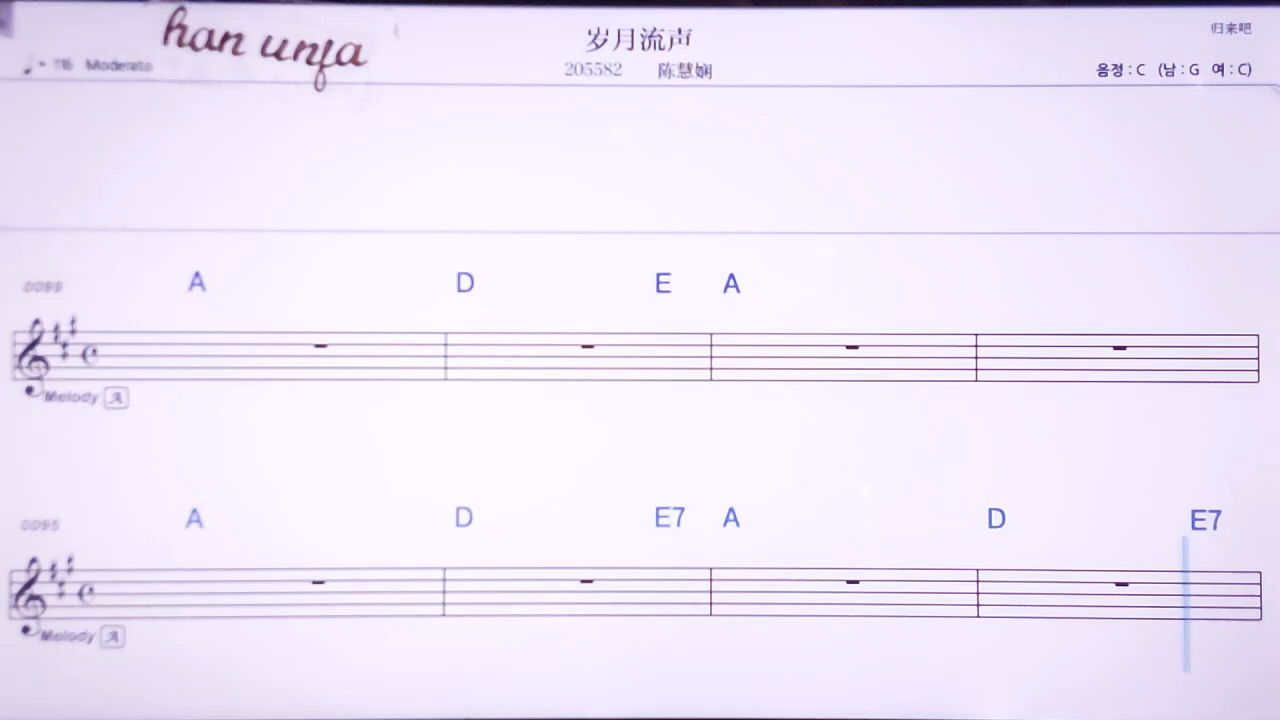 han unja
岁月流声
归来吧
♩= 116 Moderato
205582 陈慧娴
음정 : C (남 : G 여 : C)
A D E A
Melody A
A D E7 A D E7
Melody A